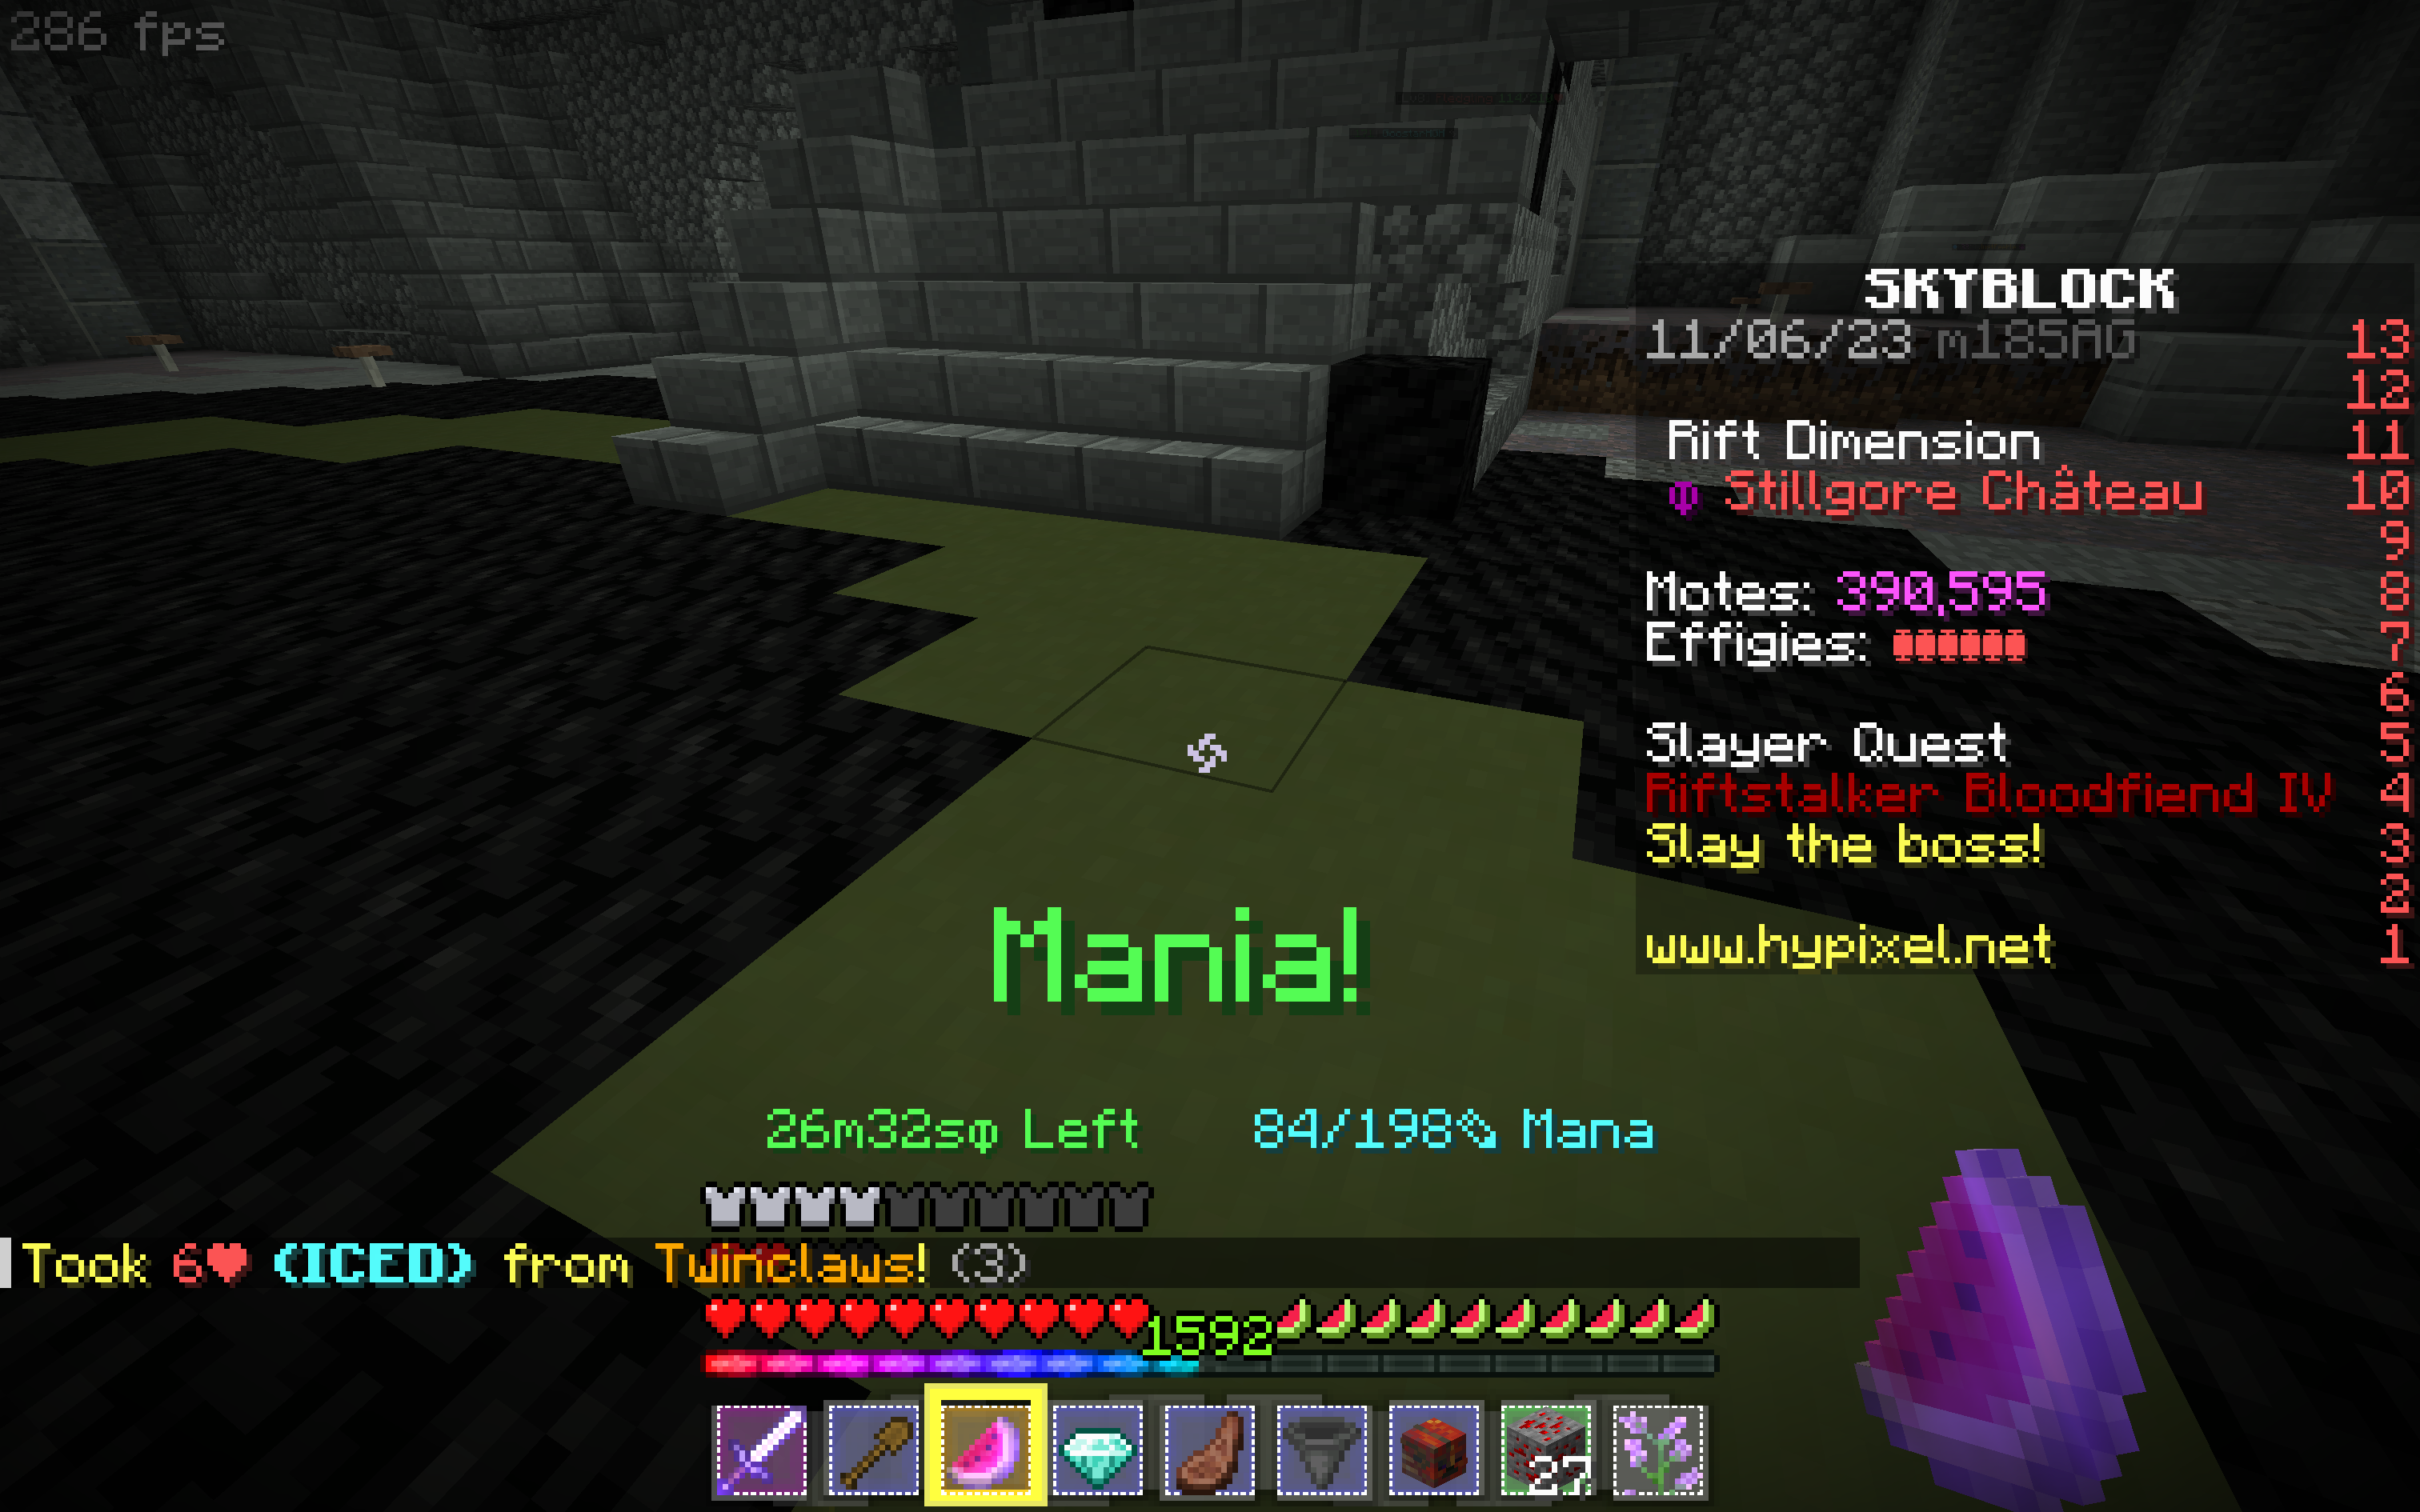 286 fps
SKYBLOCK
11/06/23 m185AG 13
12
Rift Dimension 11
ф Stillgore Château 10
9
Motes: 390,595 8
Effigies: 7
6
Slayer Quest 5
Riftstalker Bloodfiend IV 4
Slay the boss! 3
2
www.hypixel.net 1
Mania!
26m32sф Left 84/198✎ Mana
Took 6❤ (ICED) from Twinclaws! (3)
1592
27